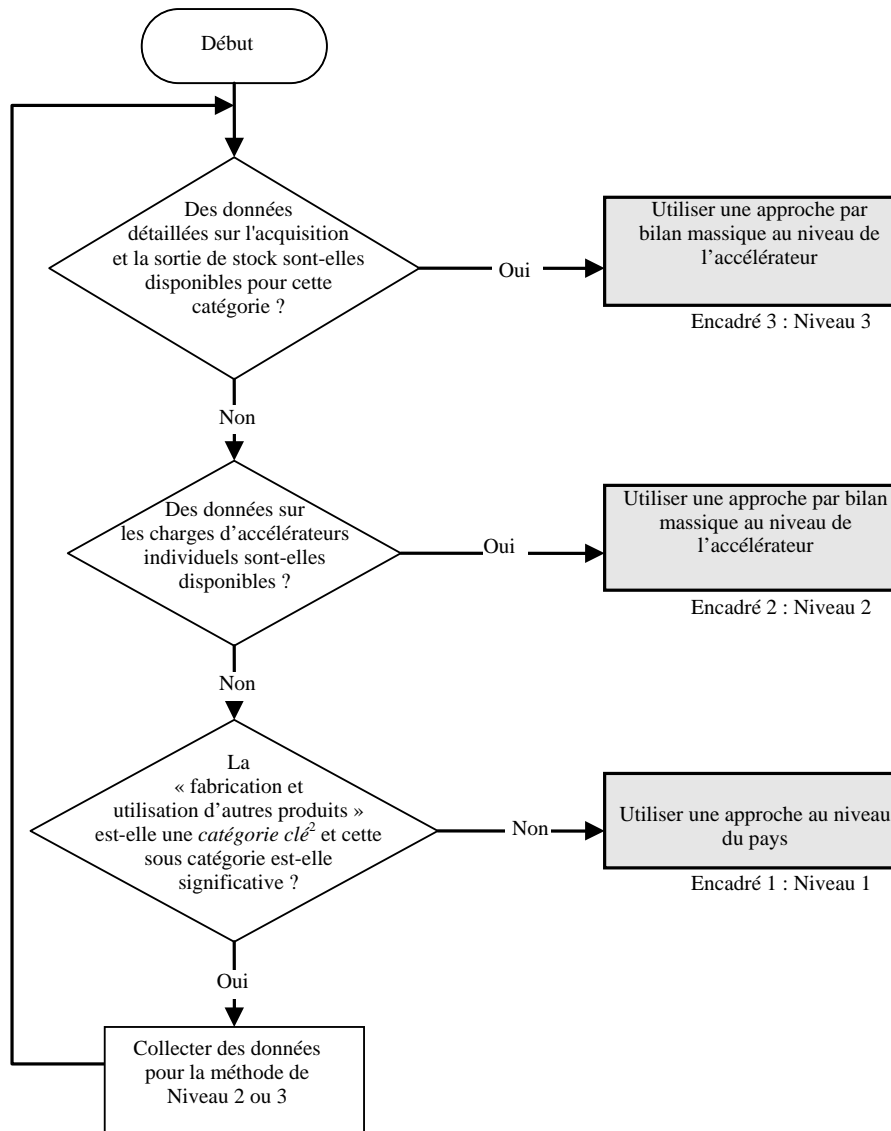 Début
Des données
détaillées sur l'acquisition
et la sortie de stock sont-elles
disponibles pour cette
catégorie ?
Oui
Utiliser une approche par
bilan massique au niveau de
l’accélérateur
Encadré 3 : Niveau 3
Non
Des données sur
les charges d’accélérateurs
individuels sont-elles
disponibles ?
Oui
Utiliser une approche par bilan
massique au niveau de
l’accélérateur
Encadré 2 : Niveau 2
Non
La
« fabrication et
utilisation d’autres produits »
est-elle une catégorie clé² et cette
sous catégorie est-elle
significative ?
Non
Utiliser une approche au niveau
du pays
Encadré 1 : Niveau 1
Oui
Collecter des données
pour la méthode de
Niveau 2 ou 3